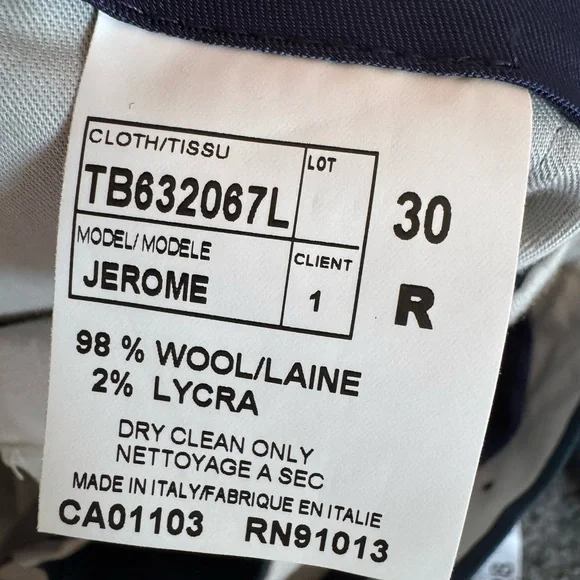 CLOTH/TISSU LOT
TB632067L 1
30
MODEL/MODELE CLIENT
JEROME 1
R
98 % WOOL/LAINE
2% LYCRA
DRY CLEAN ONLY
NETTOYAGE A SEC
MADE IN ITALY/FABRIQUE EN ITALIE
CA01103 RN91013